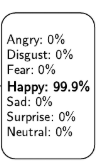 Angry: 0%
Disgust: 0%
Fear: 0%
Happy: 99.9%
Sad: 0%
Surprise: 0%
Neutral: 0%